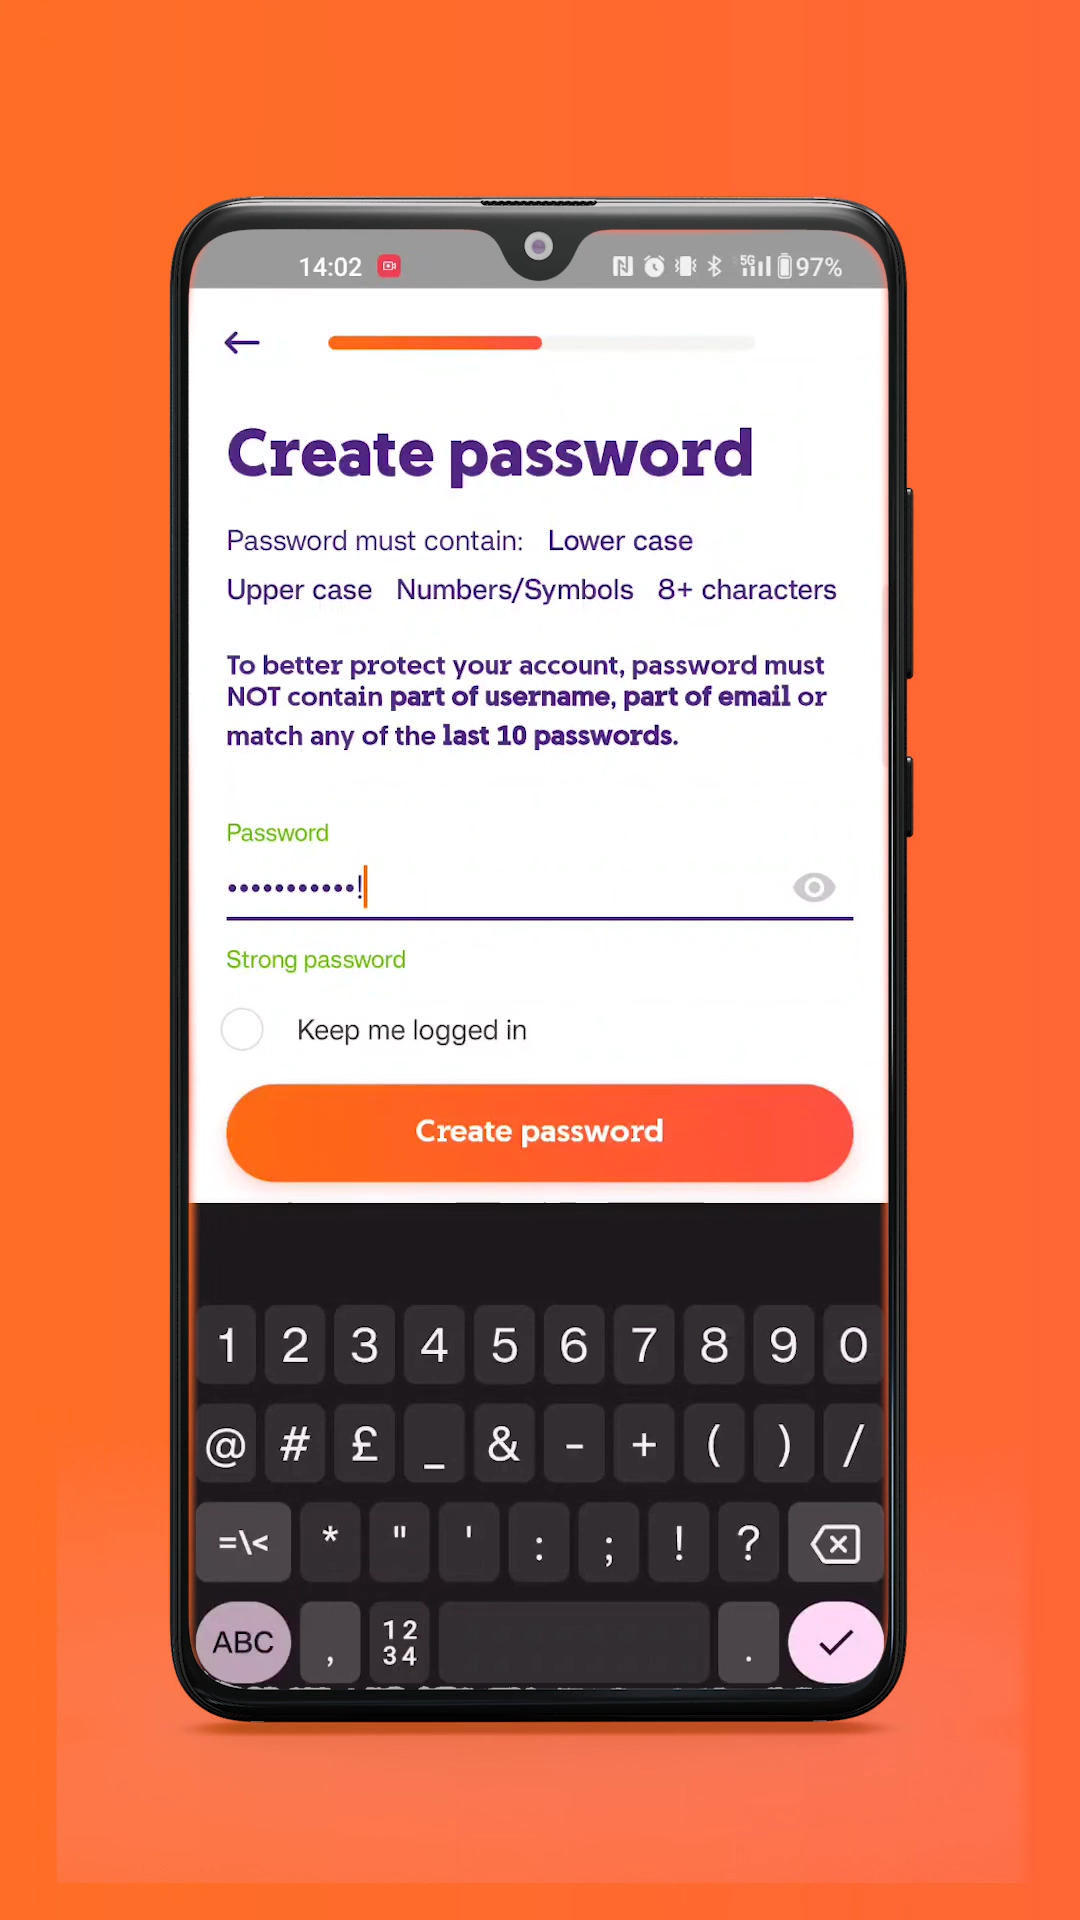 14:02 5G 97%
Create password
Password must contain: Lower case
Upper case Numbers/Symbols 8+ characters
To better protect your account, password must
NOT contain part of username, part of email or
match any of the last 10 passwords.
Password
•••••••••••!
Strong password
Keep me logged in
Create password
1 2 3 4 5 6 7 8 9 0
@ # £ _ & - + ( ) /
=\< * " ' : ; ! ?
ABC , 12 34 .